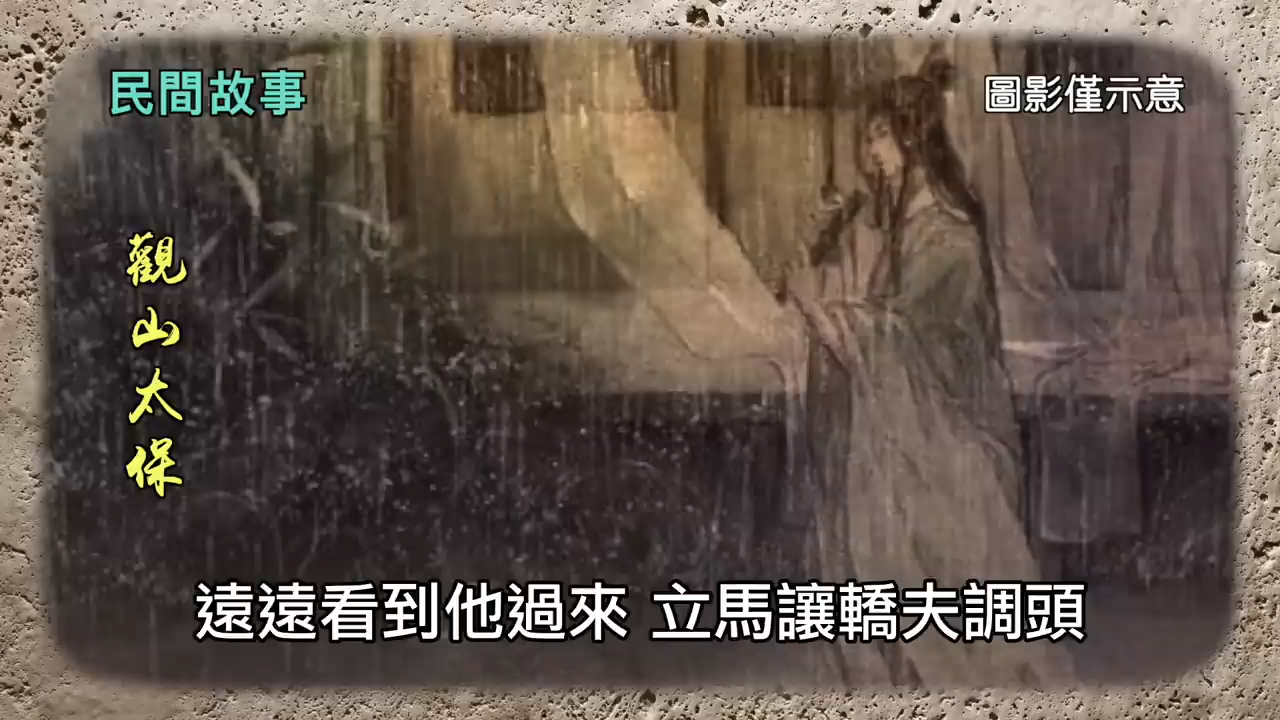 民間故事
圖影僅示意
觀山太保
遠遠看到他過來 立馬讓轎夫調頭